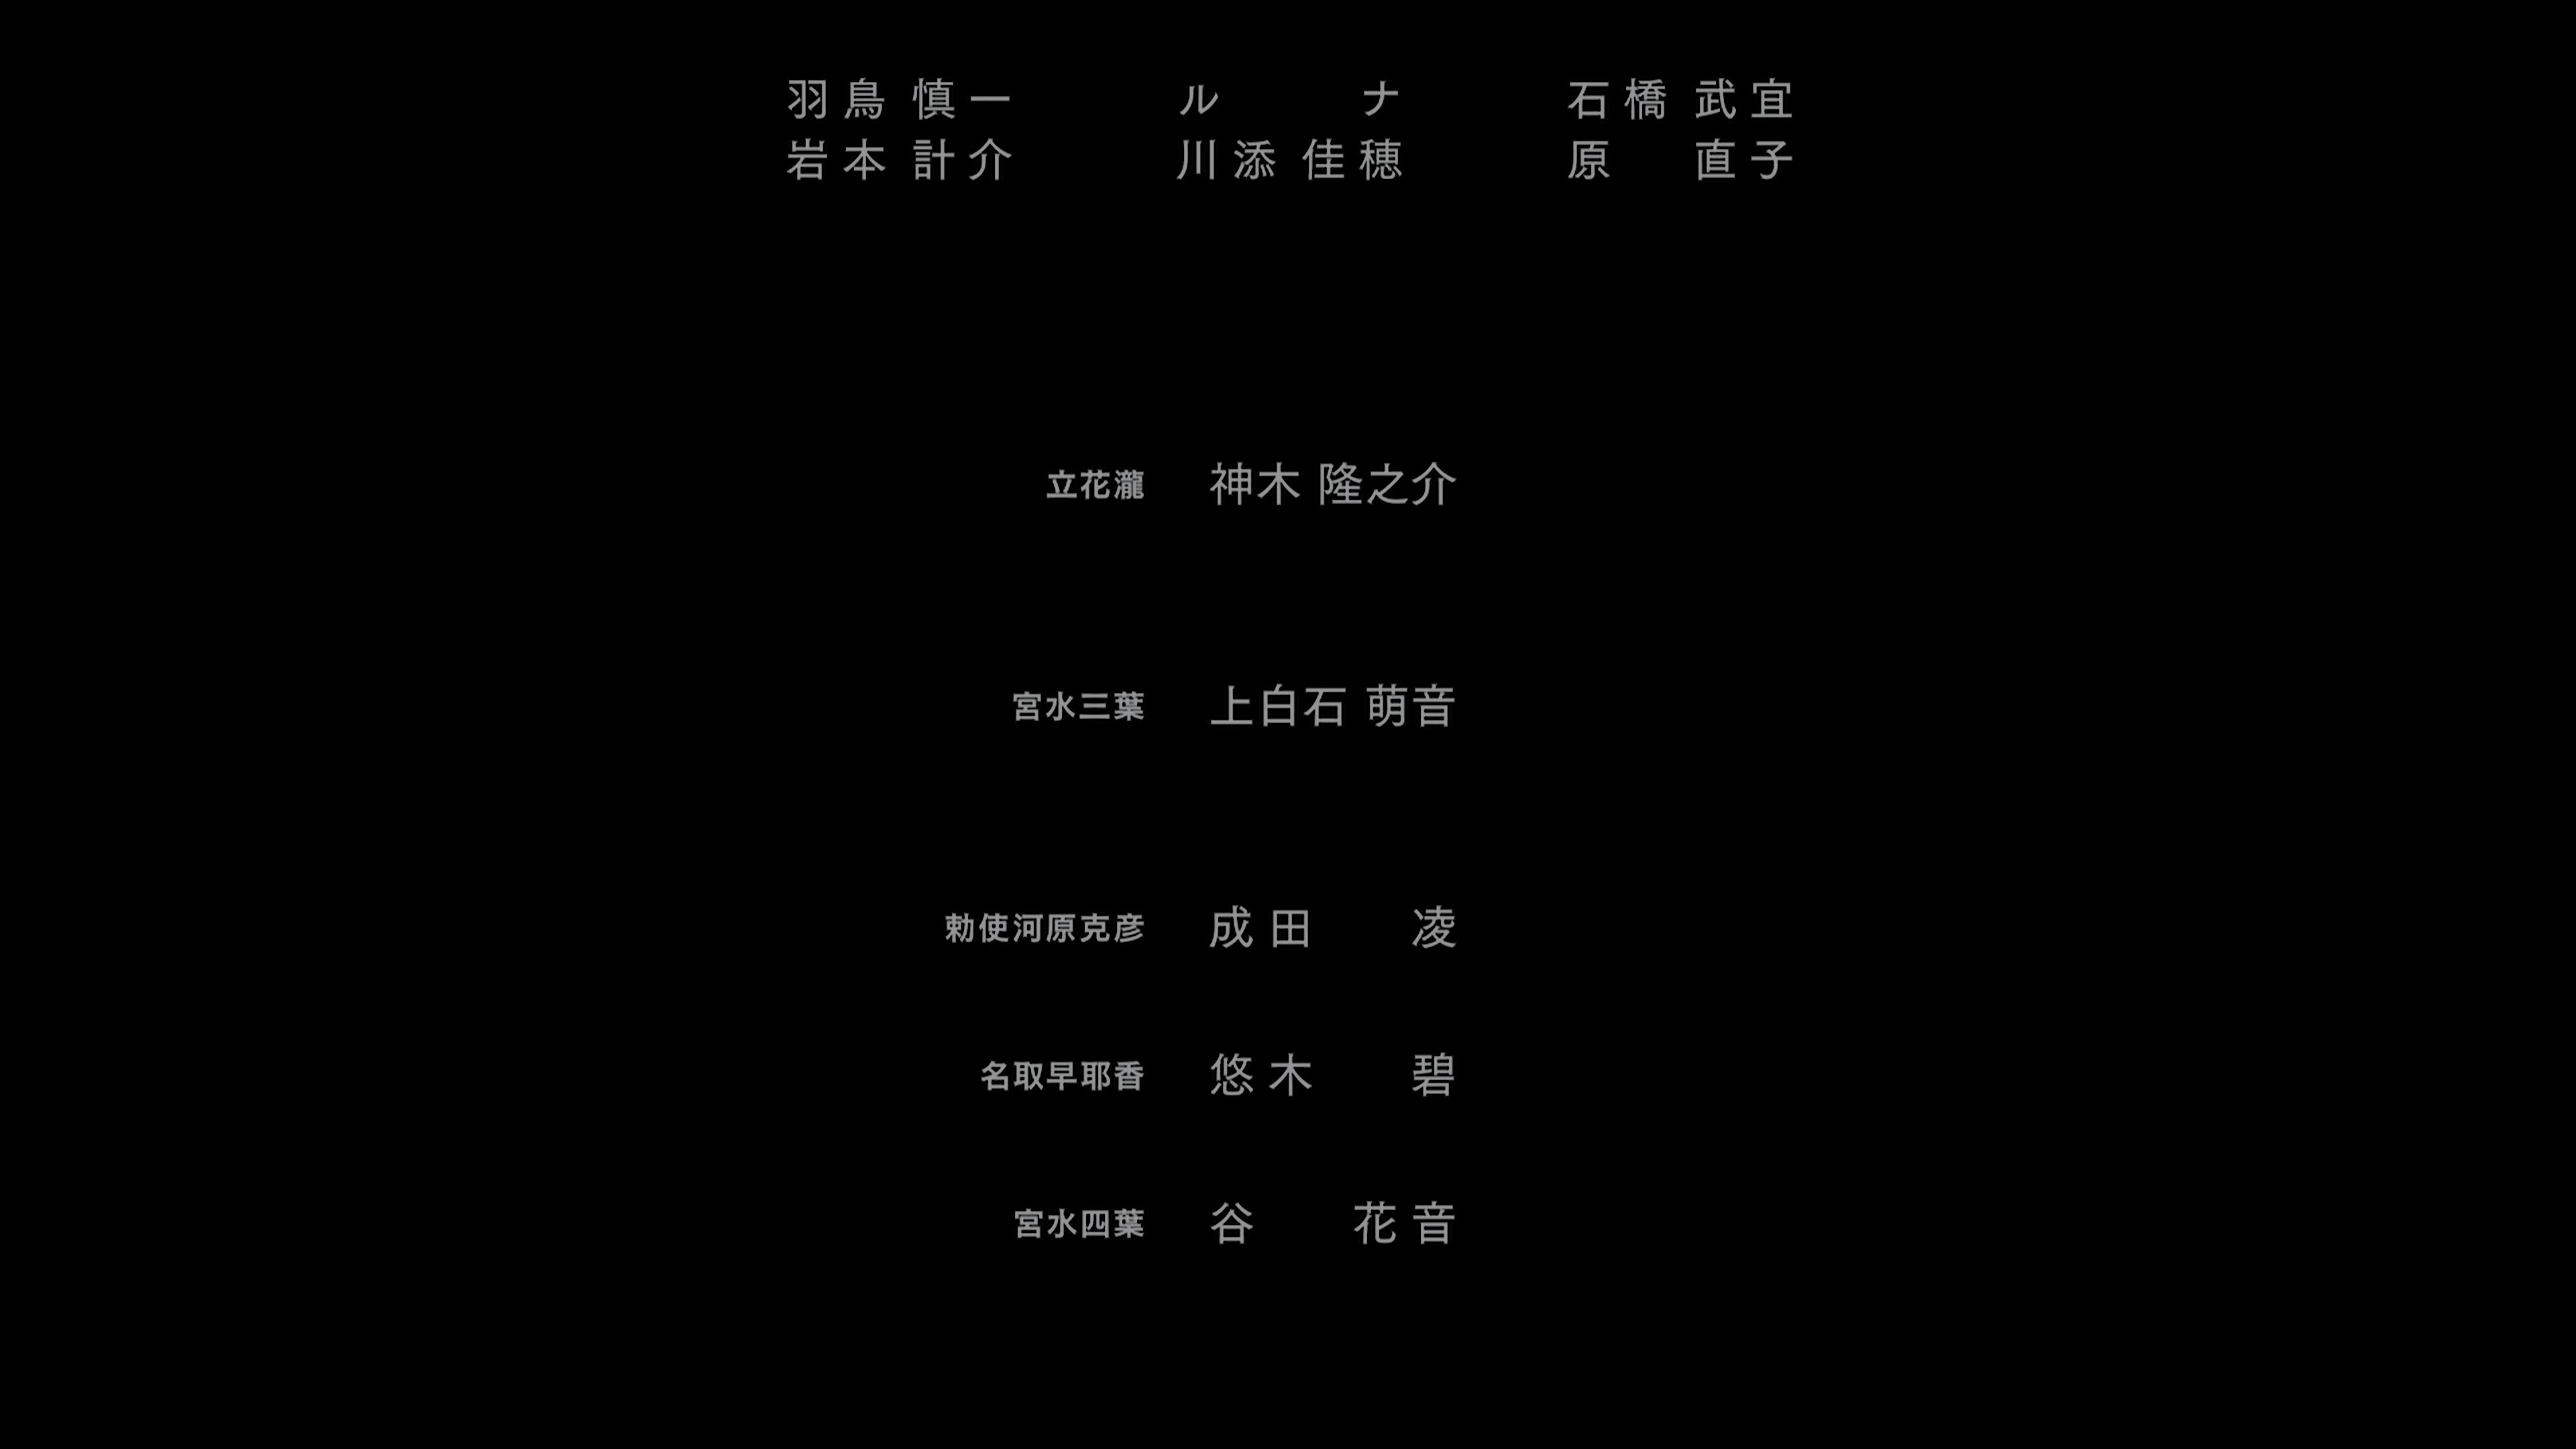 羽鳥 慎一 ルナ 石橋 武宜
岩本 計介 川添 佳穂 原 直子
立花瀧 神木 隆之介
宮水三葉 上白石 萌音
勅使河原克彦 成田 凌
名取早耶香 悠木 碧
宮水四葉 谷 花音